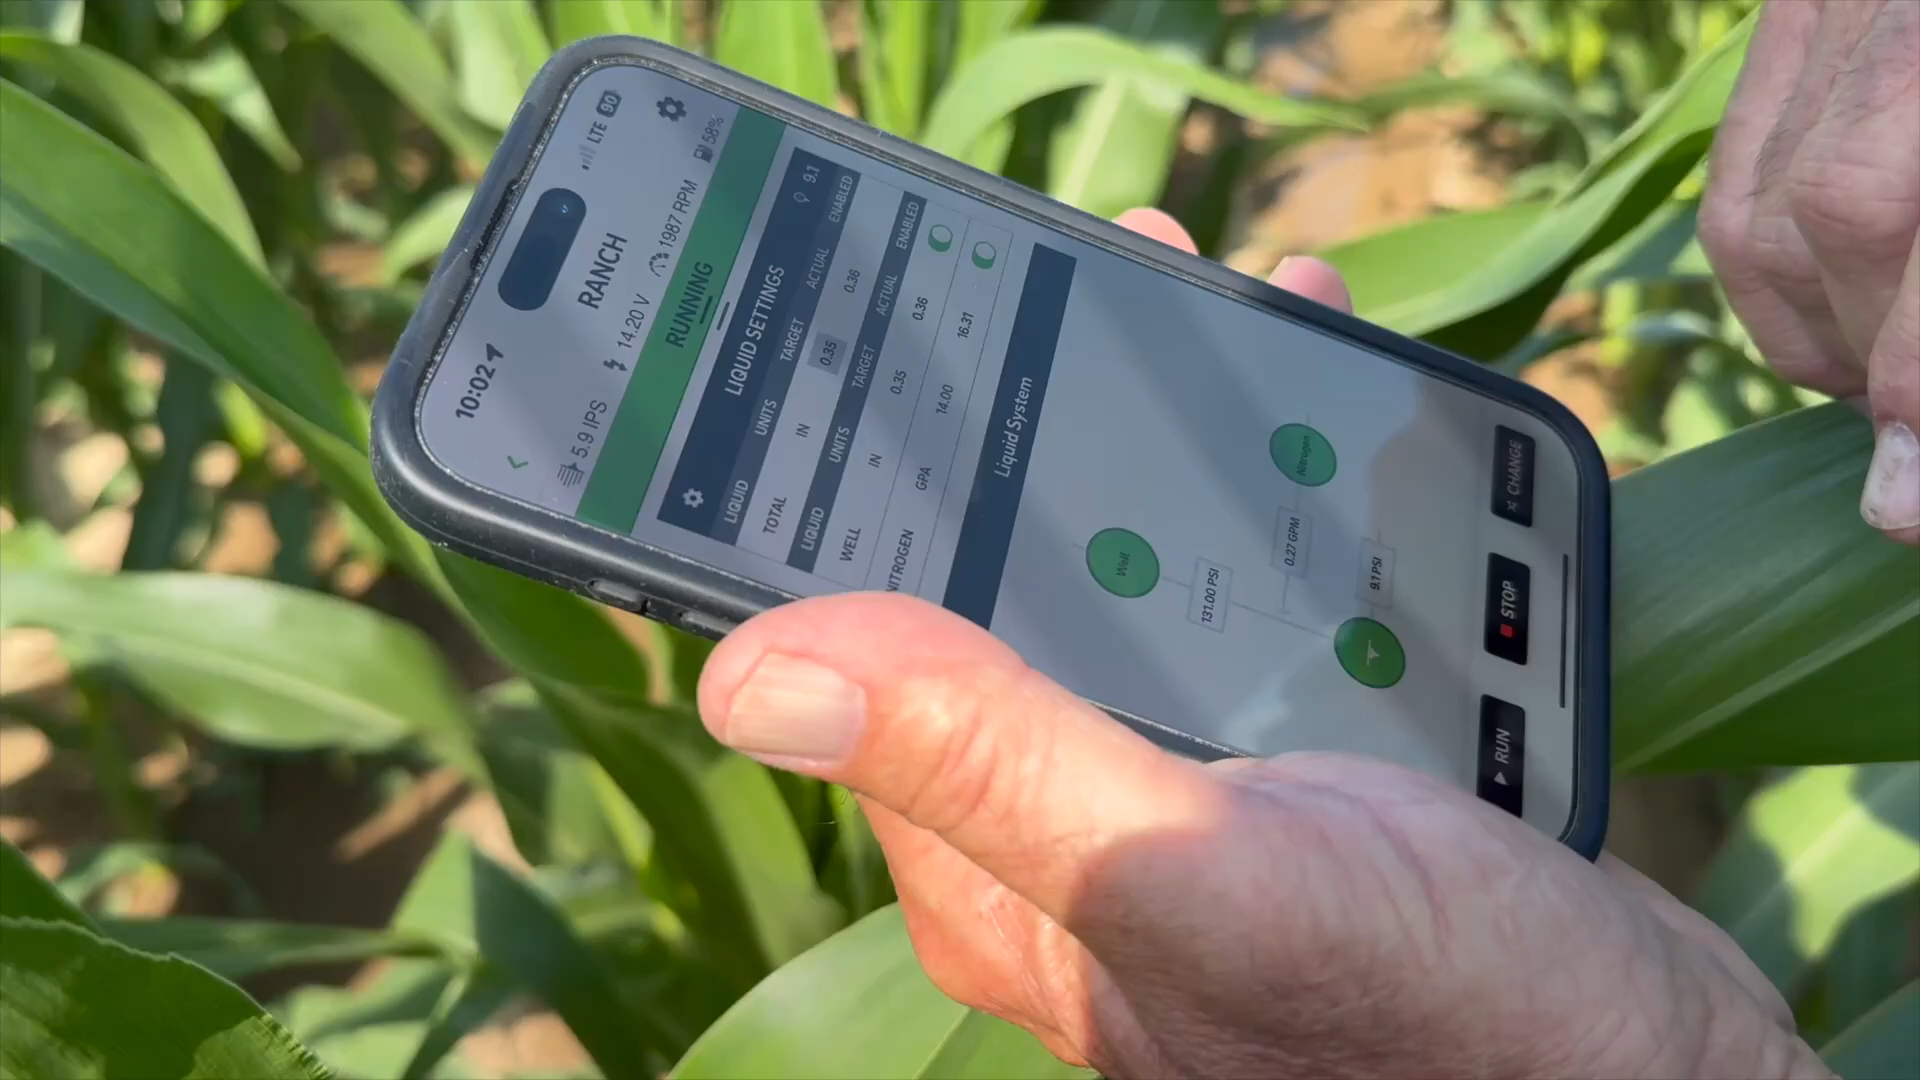 10:02 LTE 90
RANCH
5.9 IPS 14.20 V 1987 RPM 58%
RUNNING
LIQUID SETTINGS 9.1
LIQUID UNITS TARGET ACTUAL ENABLED
TOTAL IN 0.35 0.36
LIQUID UNITS TARGET ACTUAL ENABLED
WELL IN 0.35 0.36
NITROGEN GPA 14.00 16.31
Liquid System
Well Nitrogen
131.00 PSI 0.27 GPM
9.1 PSI
RUN STOP CHANGE